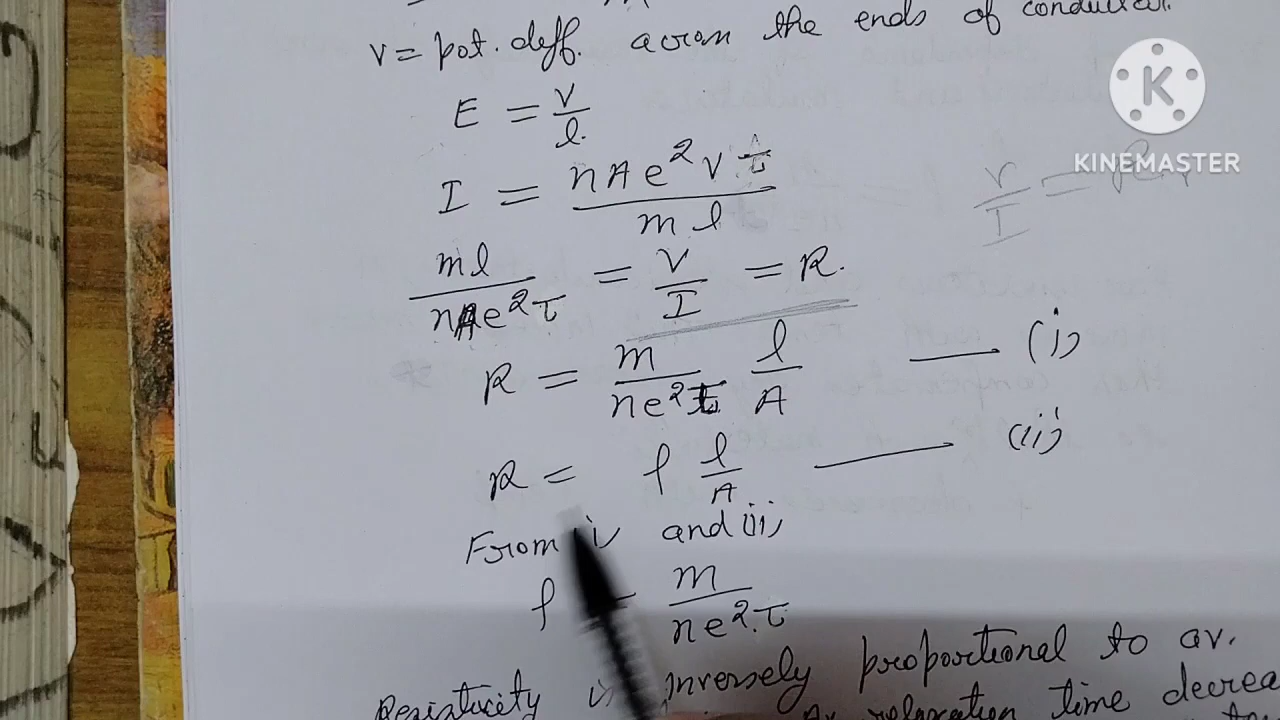 V = pot. diff. across the ends of conductor.
E = V/l.
I = nAe²Vτ/ml
V/I = R
KINEMASTER
ml/nAe²τ = V/I = R.
R = m/ne²τ l/A —— (i)
R = ρ l/A —— (ii)
From i and (ii)
ρ = m/ne²τ
Resistivity is inversely proportional to av.
relaxation time decrea